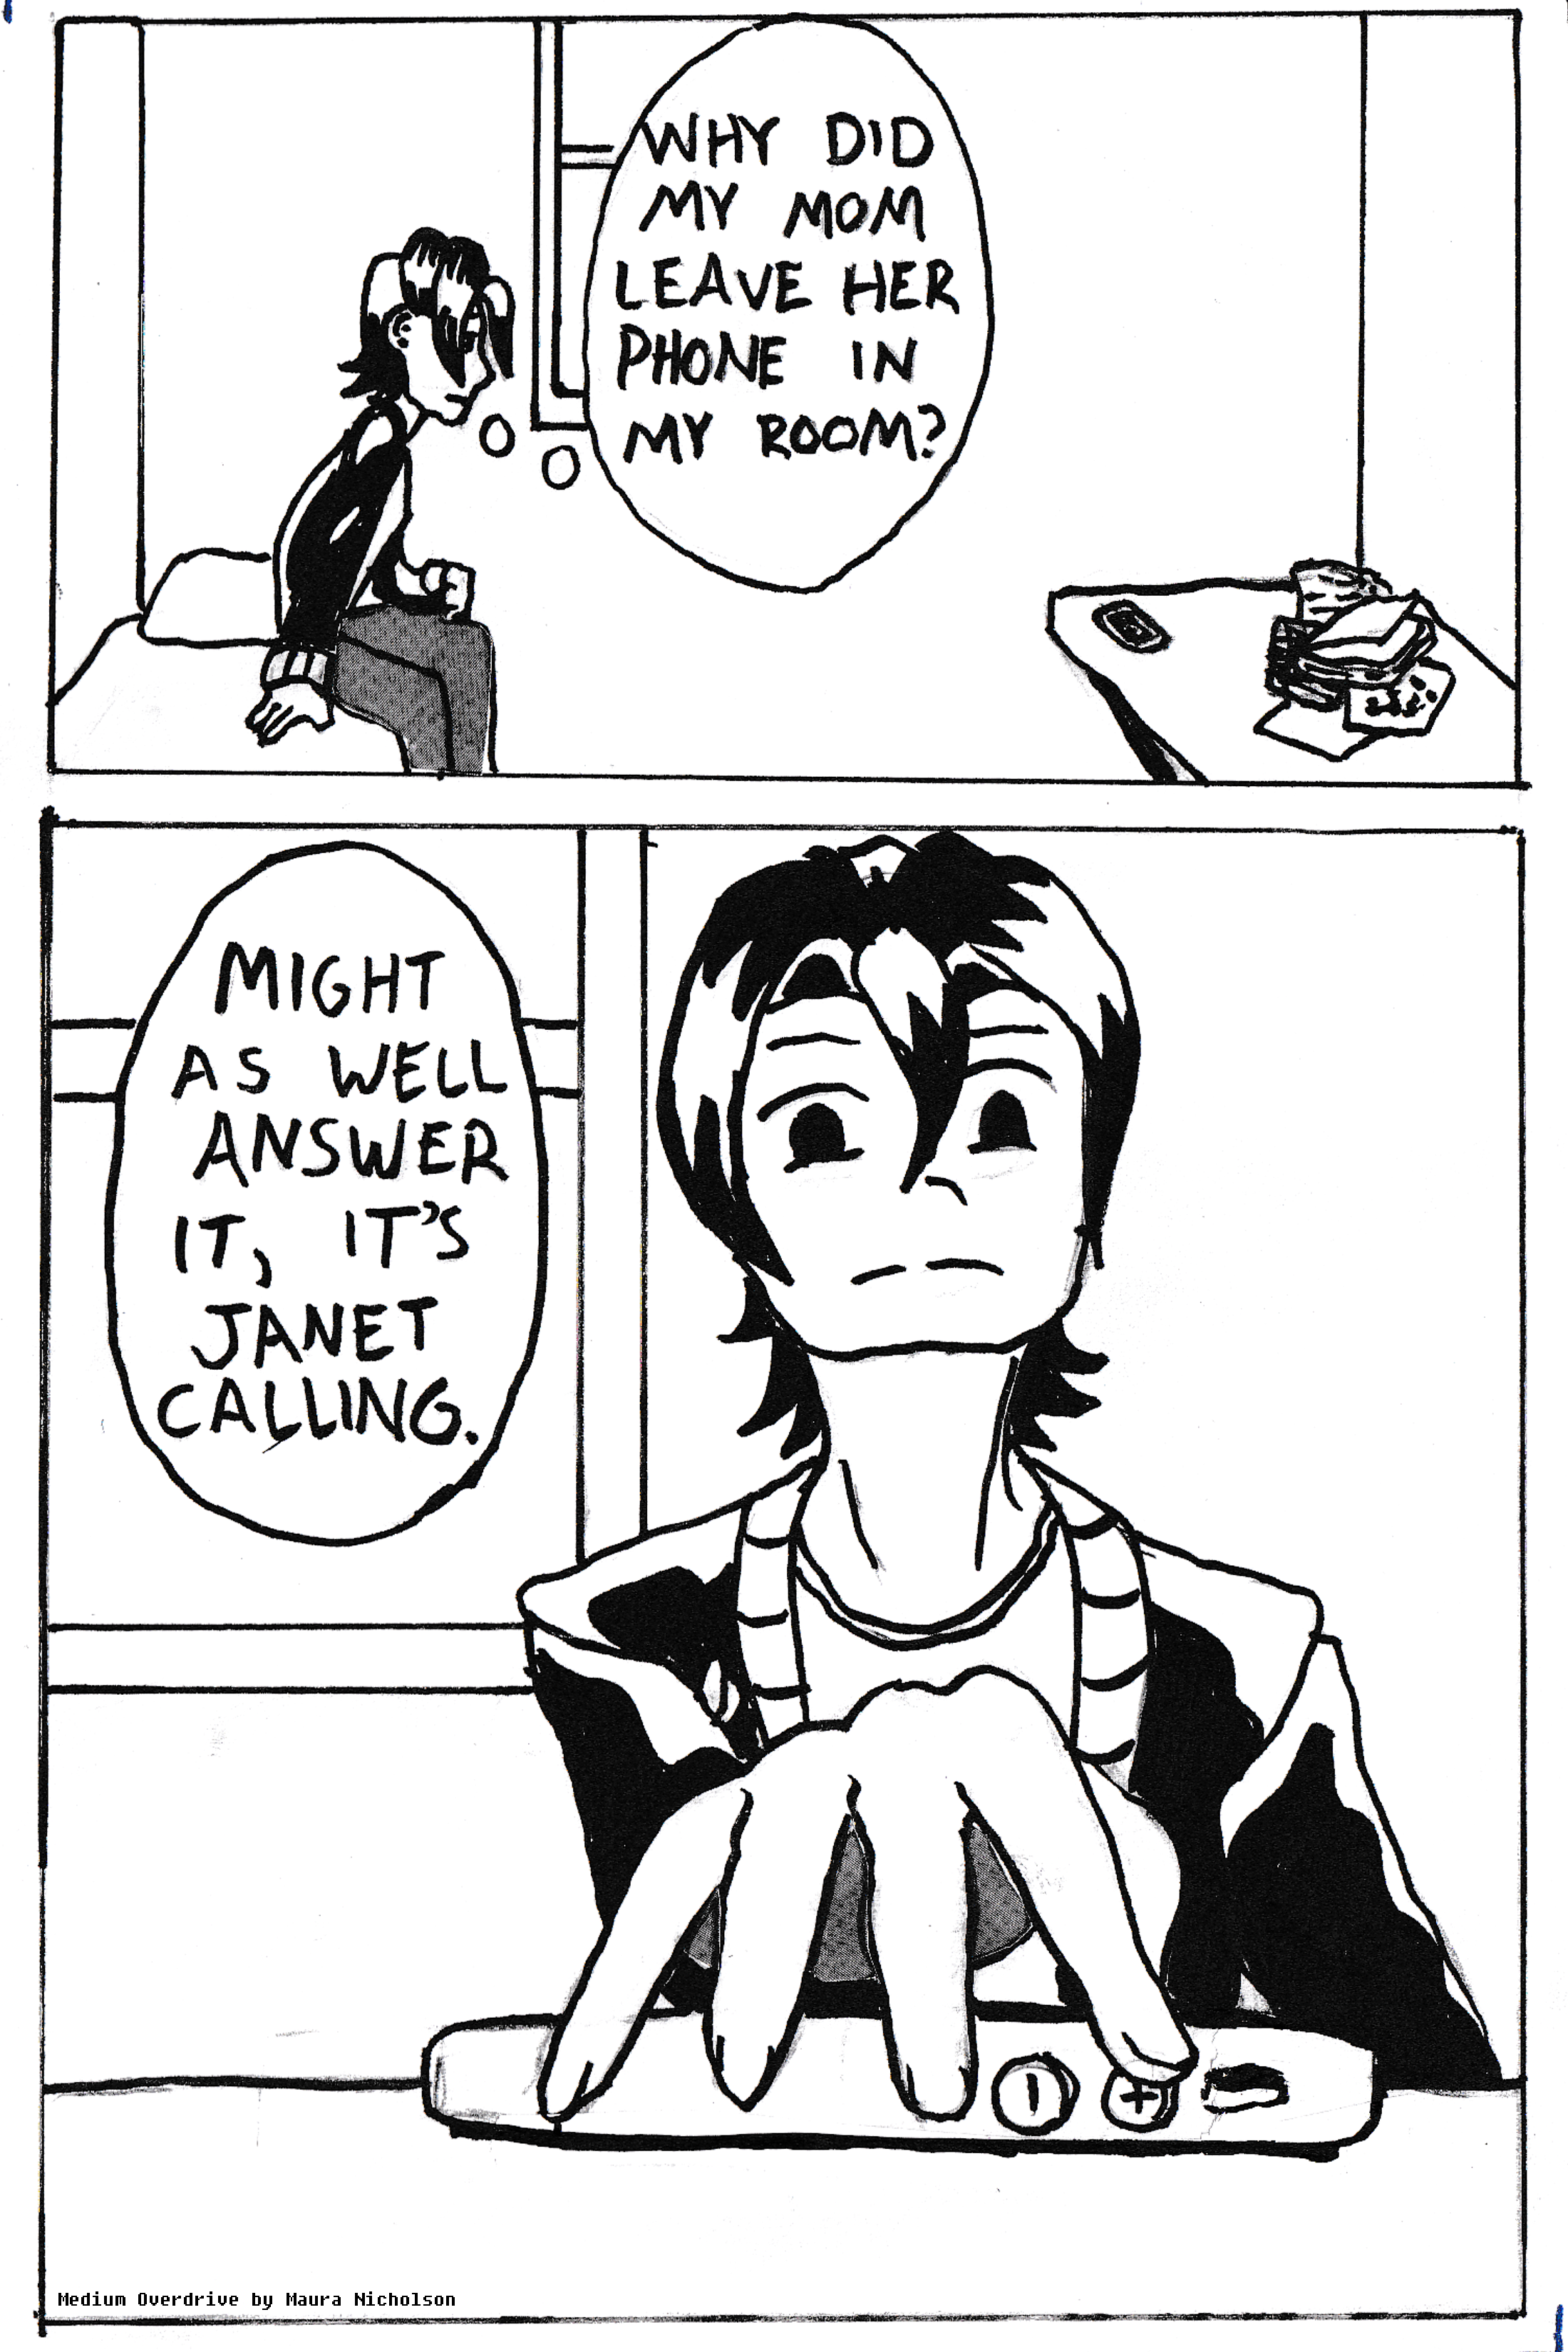 WHY DID
MY MOM
LEAVE HER
PHONE IN
MY ROOM?
MIGHT
AS WELL
ANSWER
IT, IT'S
JANET
CALLING.
Medium Overdrive by Maura Nicholson